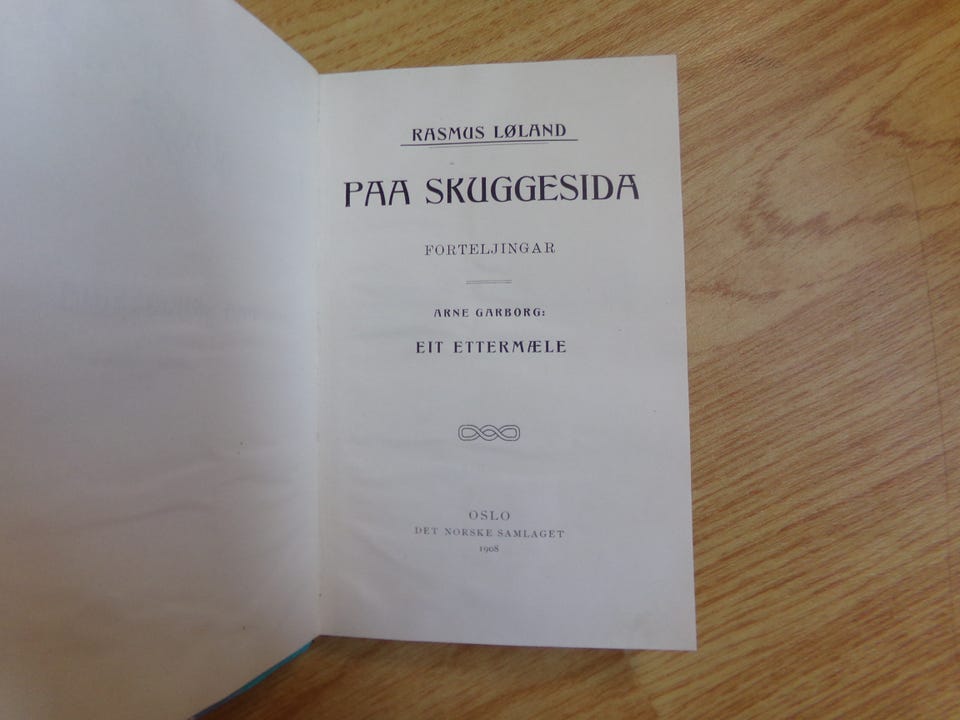 RASMUS LØLAND
PAA SKUGGESIDA
FORTELJINGAR
ARNE GARBORG:
EIT ETTERMÆLE
OSLO
DET NORSKE SAMLAGET
1908